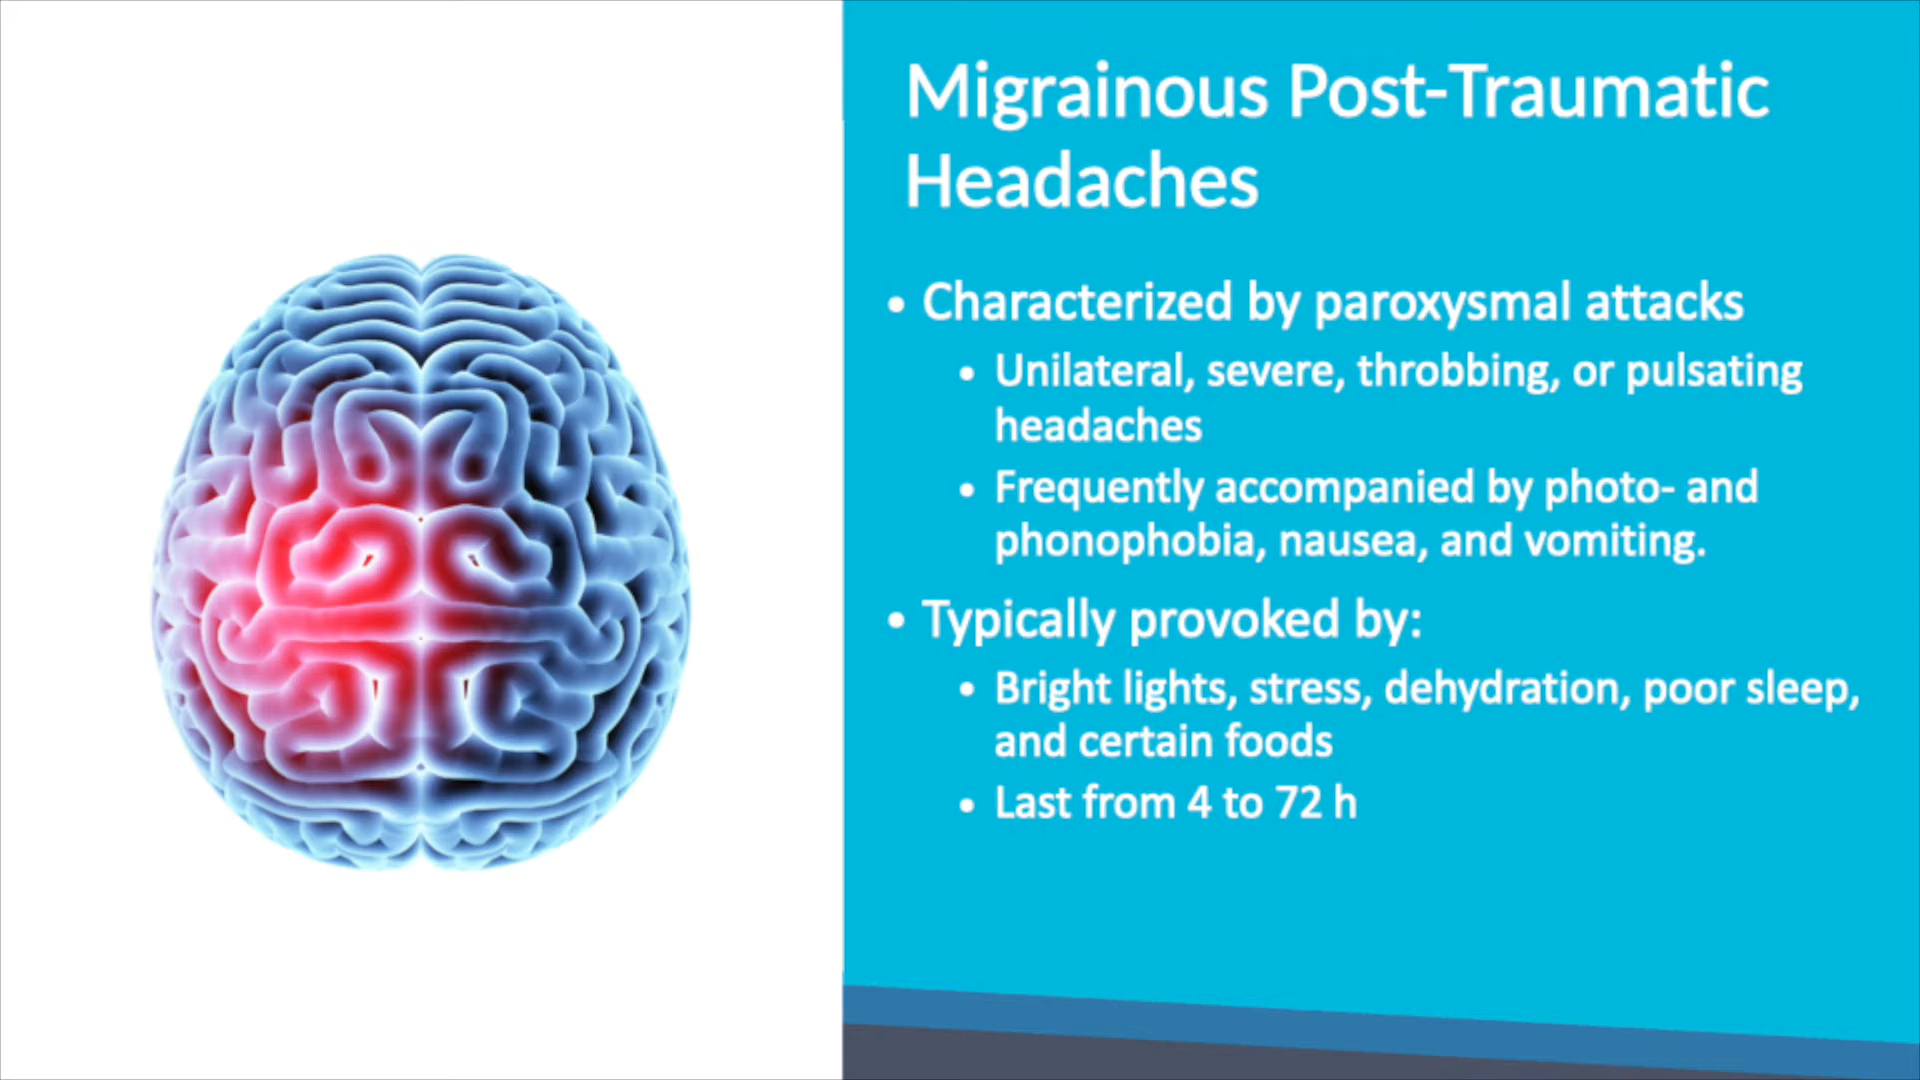 Migrainous Post-Traumatic
Headaches
• Characterized by paroxysmal attacks
• Unilateral, severe, throbbing, or pulsating
headaches
• Frequently accompanied by photo- and
phonophobia, nausea, and vomiting.
• Typically provoked by:
• Bright lights, stress, dehydration, poor sleep,
and certain foods
• Last from 4 to 72 h